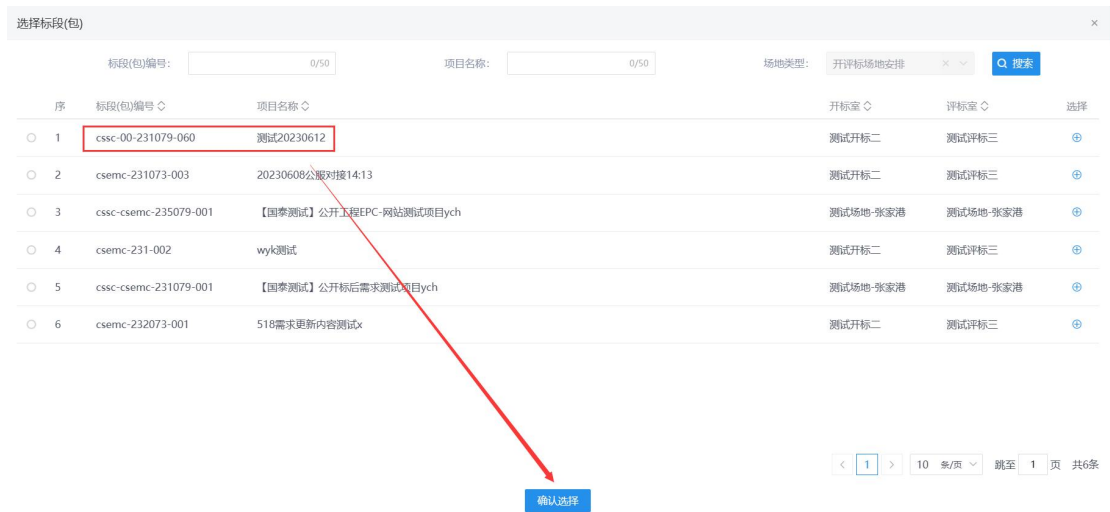 选择标段(包) ×
标段(包)编号： 0/50 项目名称： 0/50 场地类型： 开评标场地安排 搜索
序 标段(包)编号 项目名称 开标室 评标室 选择
1 cssc-00-231079-060 测试20230612 测试开标二 测试评标三
2 csemc-231073-003 20230608公服对接14:13 测试开标二 测试评标三
3 cssc-csemc-235079-001 【国泰测试】公开工程EPC-网站测试项目ych 测试场地-张家港 测试场地-张家港
4 csemc-231-002 wyk测试 测试开标二 测试评标三
5 cssc-csemc-231079-001 【国泰测试】公开标后需求测试项目ych 测试场地-张家港 测试场地-张家港
6 csemc-232073-001 518需求更新内容测试x 测试开标二 测试评标三
< 1 > 10 条/页 跳至 1 页 共6条
确认选择